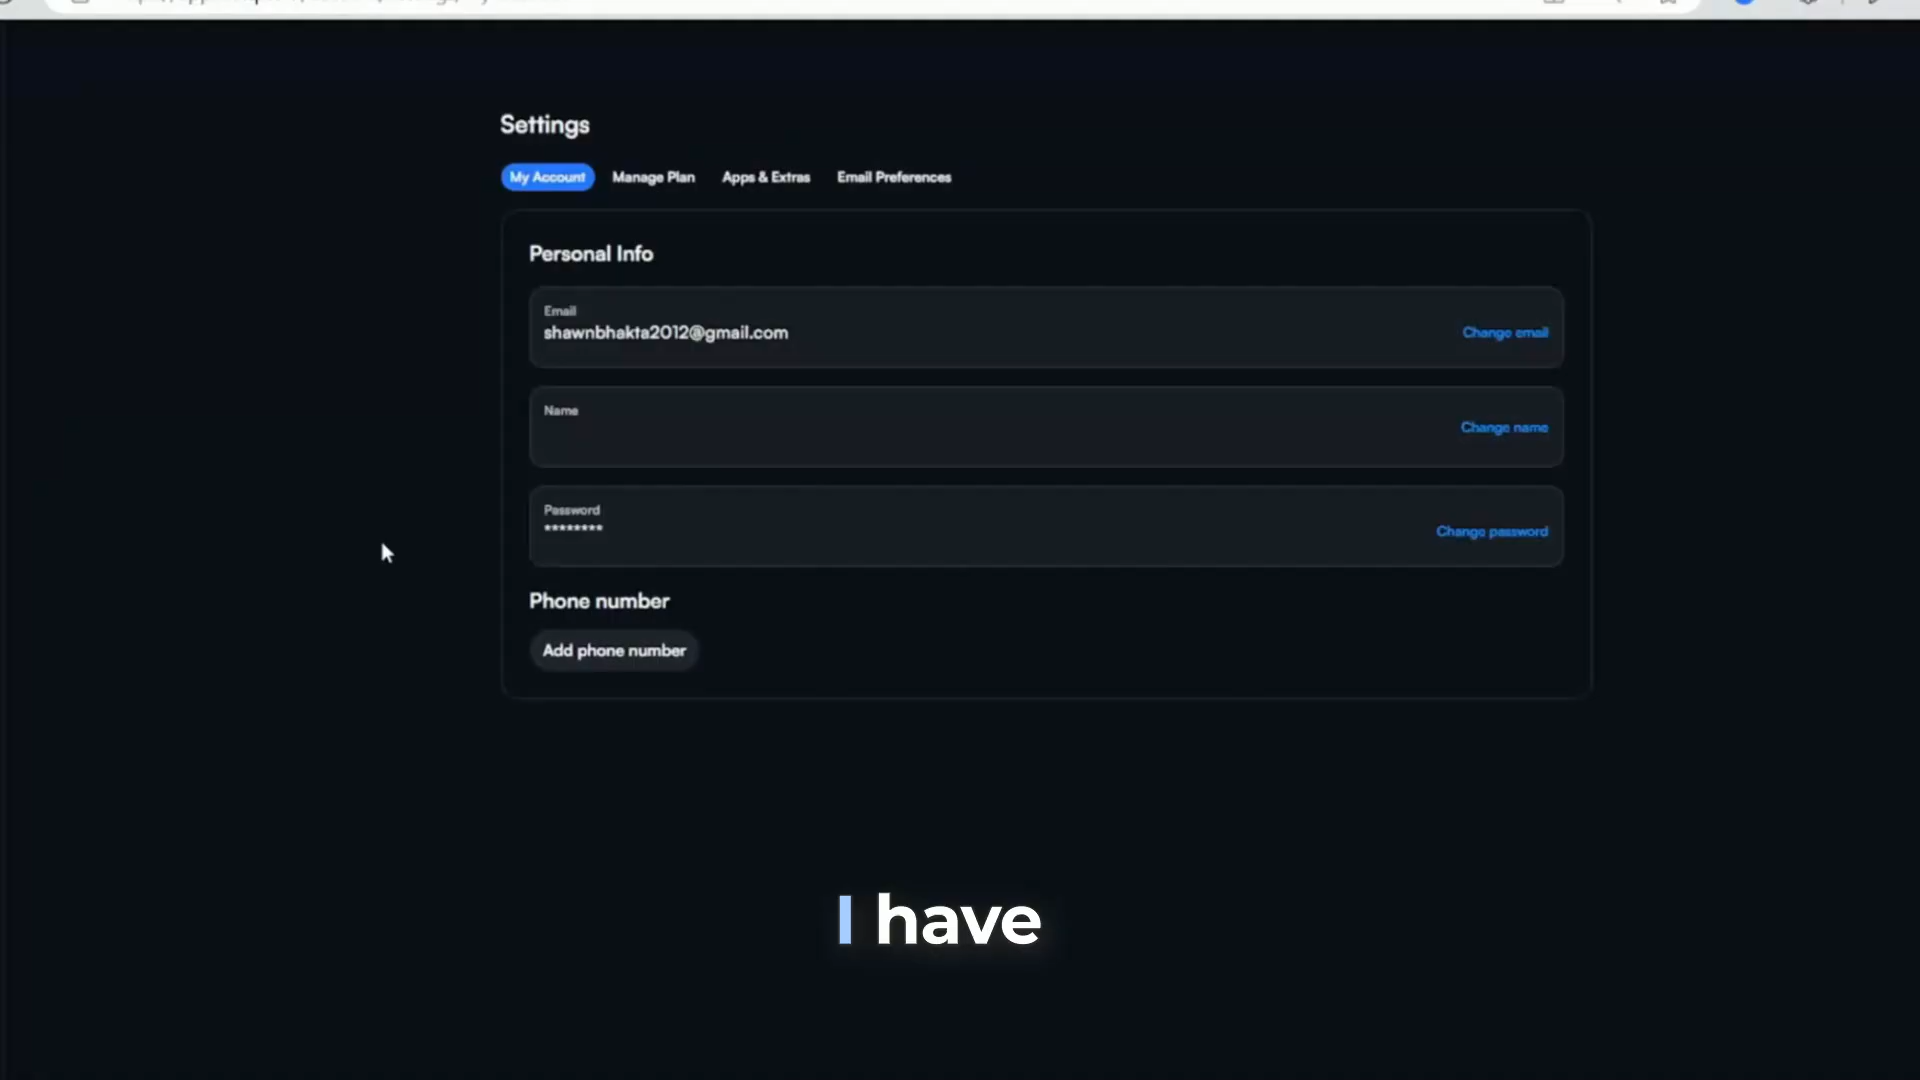 Settings
My Account Manage Plan Apps & Extras Email Preferences
Personal Info
Email
shawnbhakta2012@gmail.com
Change email
Name
Change name
Password
********
Change password
Phone number
Add phone number
I have